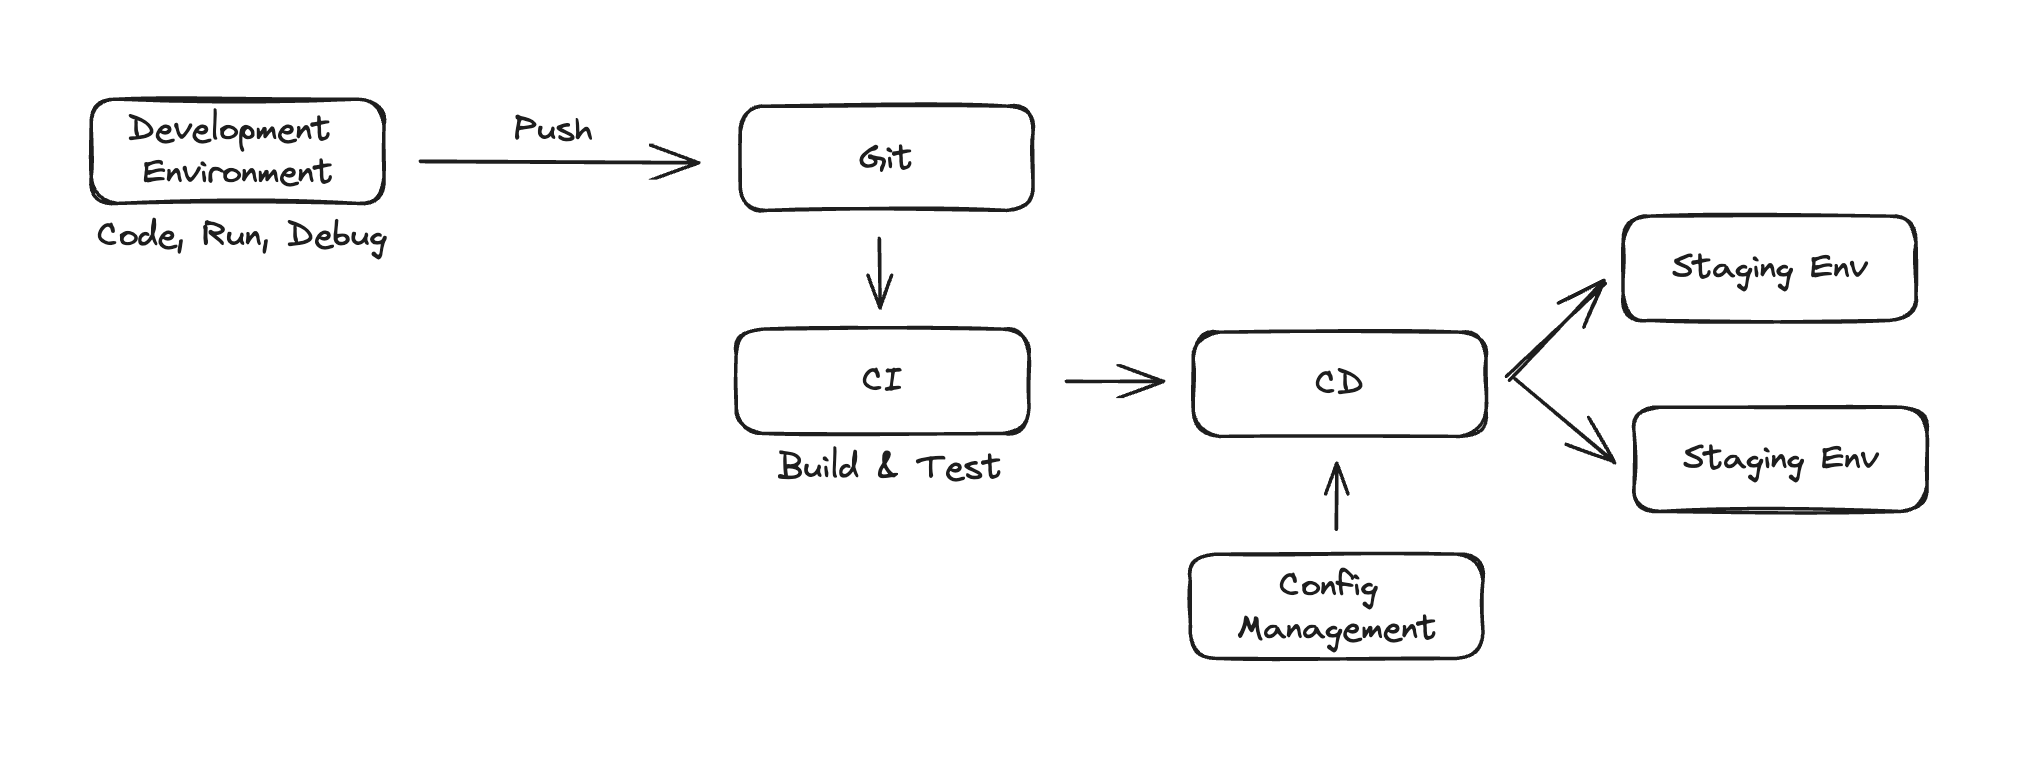 Development
Environment
Code, Run, Debug
Push
Git
CI
Build & Test
CD
Config
Management
Staging Env
Staging Env